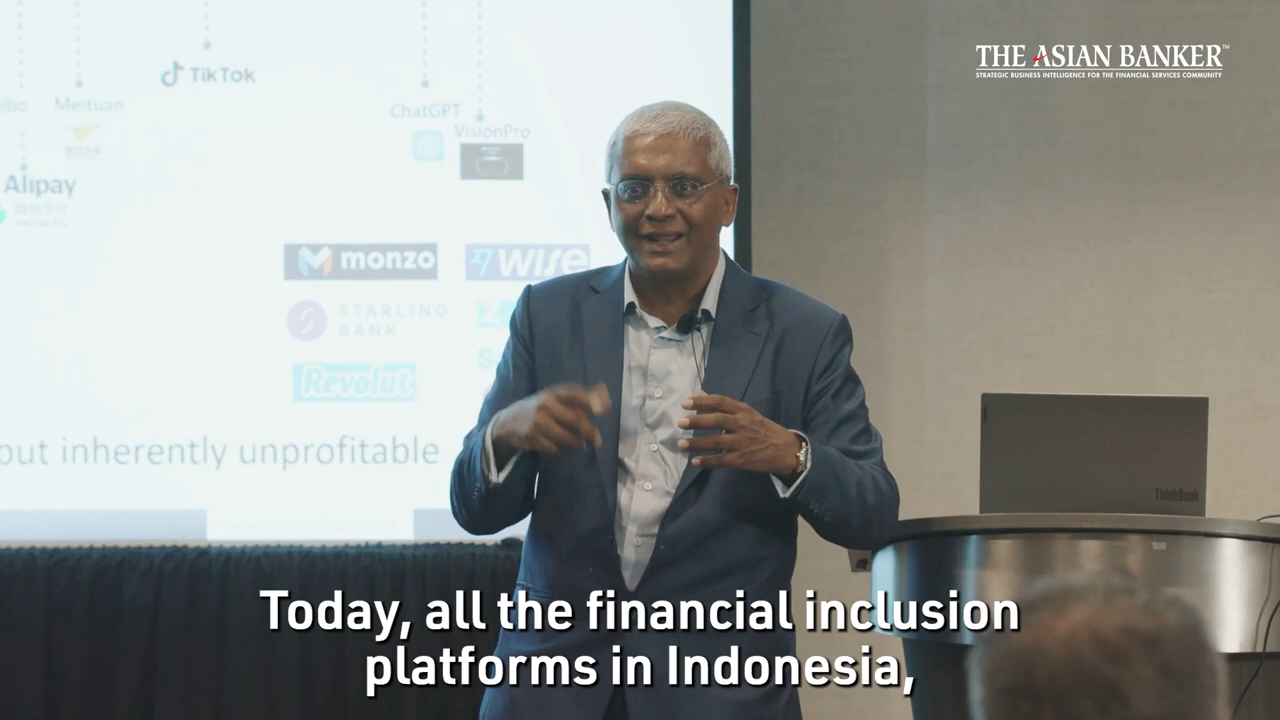 THE ASIAN BANKER™
STRATEGIC BUSINESS INTELLIGENCE FOR THE FINANCIAL SERVICES COMMUNITY
TikTok
ibo
Meituan
ChatGPT
VisionPro
Alipay
monzo
WISE
STARLING
BANK
Revolut
out inherently unprofitable
ThinkBook
Today, all the financial inclusion
platforms in Indonesia,